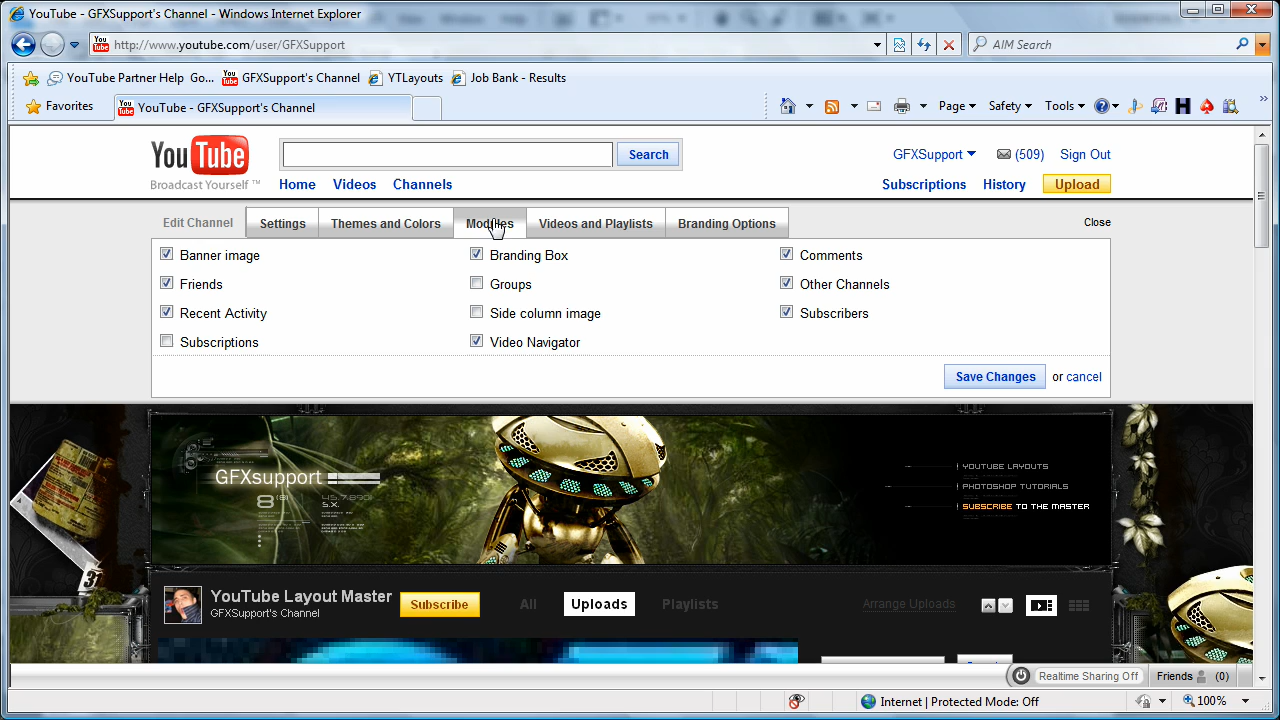 YouTube - GFXSupport's Channel - Windows Internet Explorer
http://www.youtube.com/user/GFXSupport
AIM Search
YouTube Partner Help Go... GFXSupport's Channel YTLayouts Job Bank - Results
Favorites YouTube - GFXSupport's Channel Page Safety Tools
YouTube Search GFXSupport (509) Sign Out
Broadcast Yourself ™ Home Videos Channels Subscriptions History Upload
Edit Channel Settings Themes and Colors Modules Videos and Playlists Branding Options Close
Banner image Branding Box Comments
Friends Groups Other Channels
Recent Activity Side column image Subscribers
Subscriptions Video Navigator
Save Changes or cancel
YOUTUBE LAYOUTS
GFXsupport
PHOTOSHOP TUTORIALS
SUBSCRIBE TO THE MASTER
YouTube Layout Master
GFXSupport's Channel
Subscribe All Uploads Playlists Arrange Uploads
Realtime Sharing Off Friends (0)
Internet | Protected Mode: Off 100%